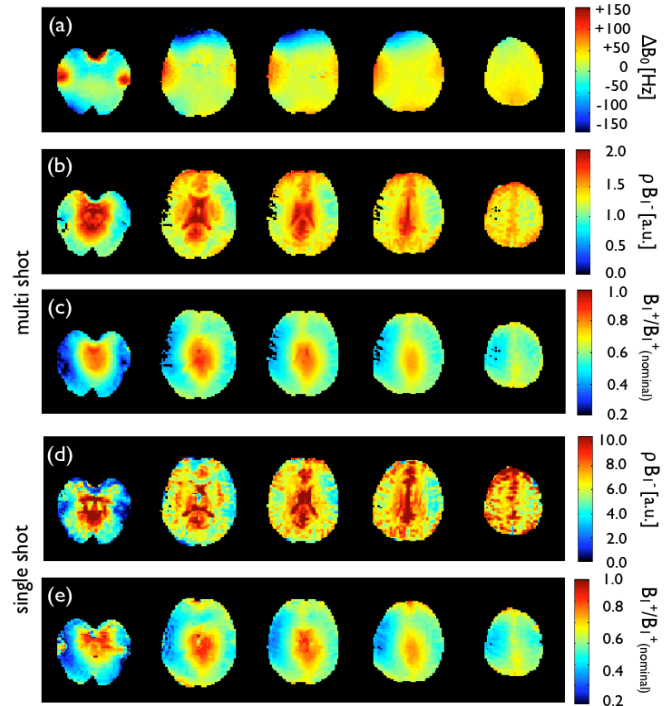 (a)
+150
+100
+50
0
-50
-100
-150
ΔB₀ [Hz]
(b)
2.0
1.5
1.0
0.5
0.0
ρ B₁⁻ [a.u.]
multi shot
(c)
1.0
0.8
0.6
0.4
0.2
B₁⁺/B₁⁺(nominal)
(d)
10.0
8.0
6.0
4.0
2.0
0.0
ρ B₁⁻ [a.u.]
single shot
(e)
1.0
0.8
0.6
0.4
0.2
B₁⁺/B₁⁺(nominal)